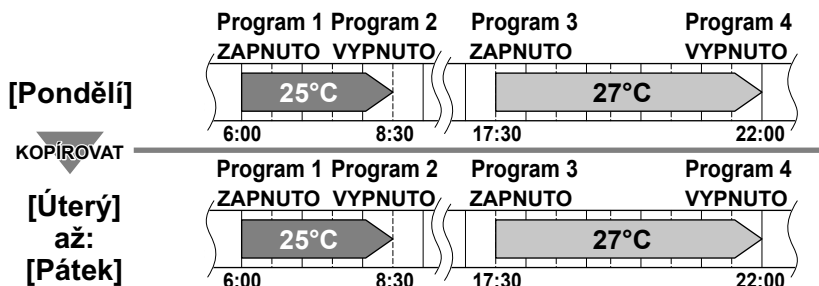 Program 1 Program 2 Program 3 Program 4
ZAPNUTO VYPNUTO ZAPNUTO VYPNUTO
[Pondělí] 25°C 27°C
6:00 8:30 17:30 22:00
KOPÍROVAT
Program 1 Program 2 Program 3 Program 4
ZAPNUTO VYPNUTO ZAPNUTO VYPNUTO
[Úterý]
až:
25°C 27°C
[Pátek]
6:00 8:30 17:30 22:00